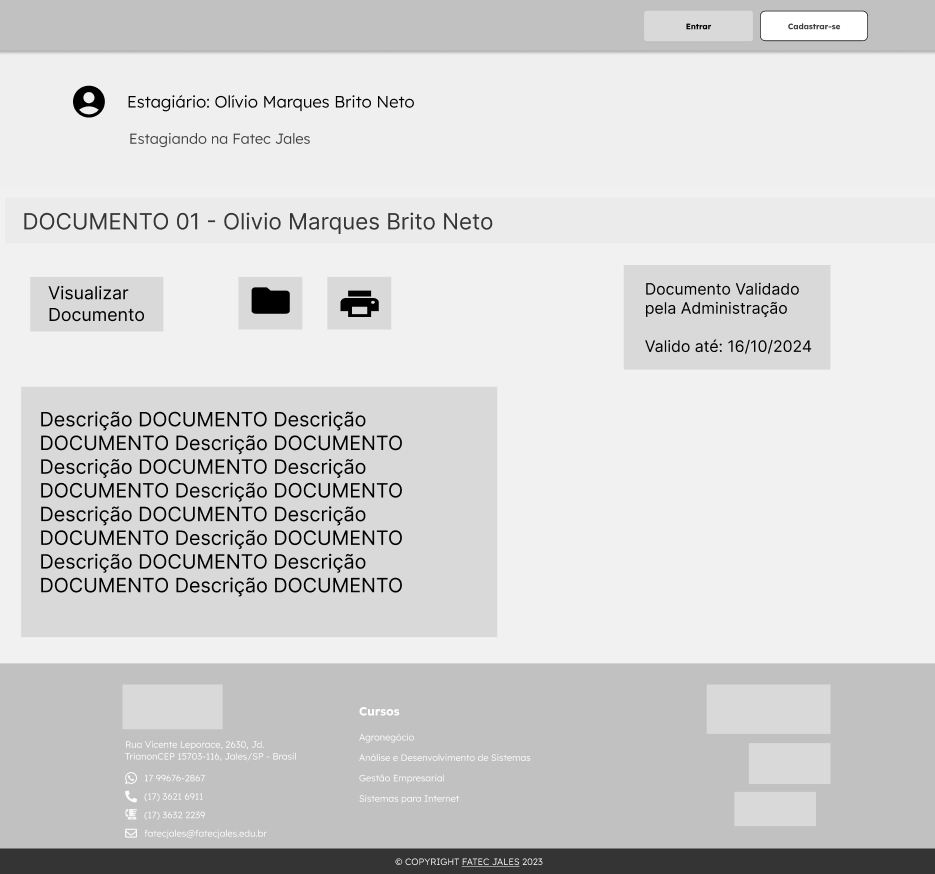 Entrar
Cadastrar-se
Estagiário: Olívio Marques Brito Neto
Estagiando na Fatec Jales
DOCUMENTO 01 - Olivio Marques Brito Neto
Visualizar
Documento
Documento Validado
pela Administração
Valido até: 16/10/2024
Descrição DOCUMENTO Descrição
DOCUMENTO Descrição DOCUMENTO
Descrição DOCUMENTO Descrição
DOCUMENTO Descrição DOCUMENTO
Descrição DOCUMENTO Descrição
DOCUMENTO Descrição DOCUMENTO
Descrição DOCUMENTO Descrição
DOCUMENTO Descrição DOCUMENTO
Rua Vicente Leporace, 2630, Jd.
TrianonCEP 15703-116, Jales/SP - Brasil
17 99676-2867
(17) 3621 6911
(17) 3632 2239
fatecjales@fatecjales.edu.br
Cursos
Agronegócio
Análise e Desenvolvimento de Sistemas
Gestão Empresarial
Sistemas para Internet
© COPYRIGHT FATEC JALES 2023